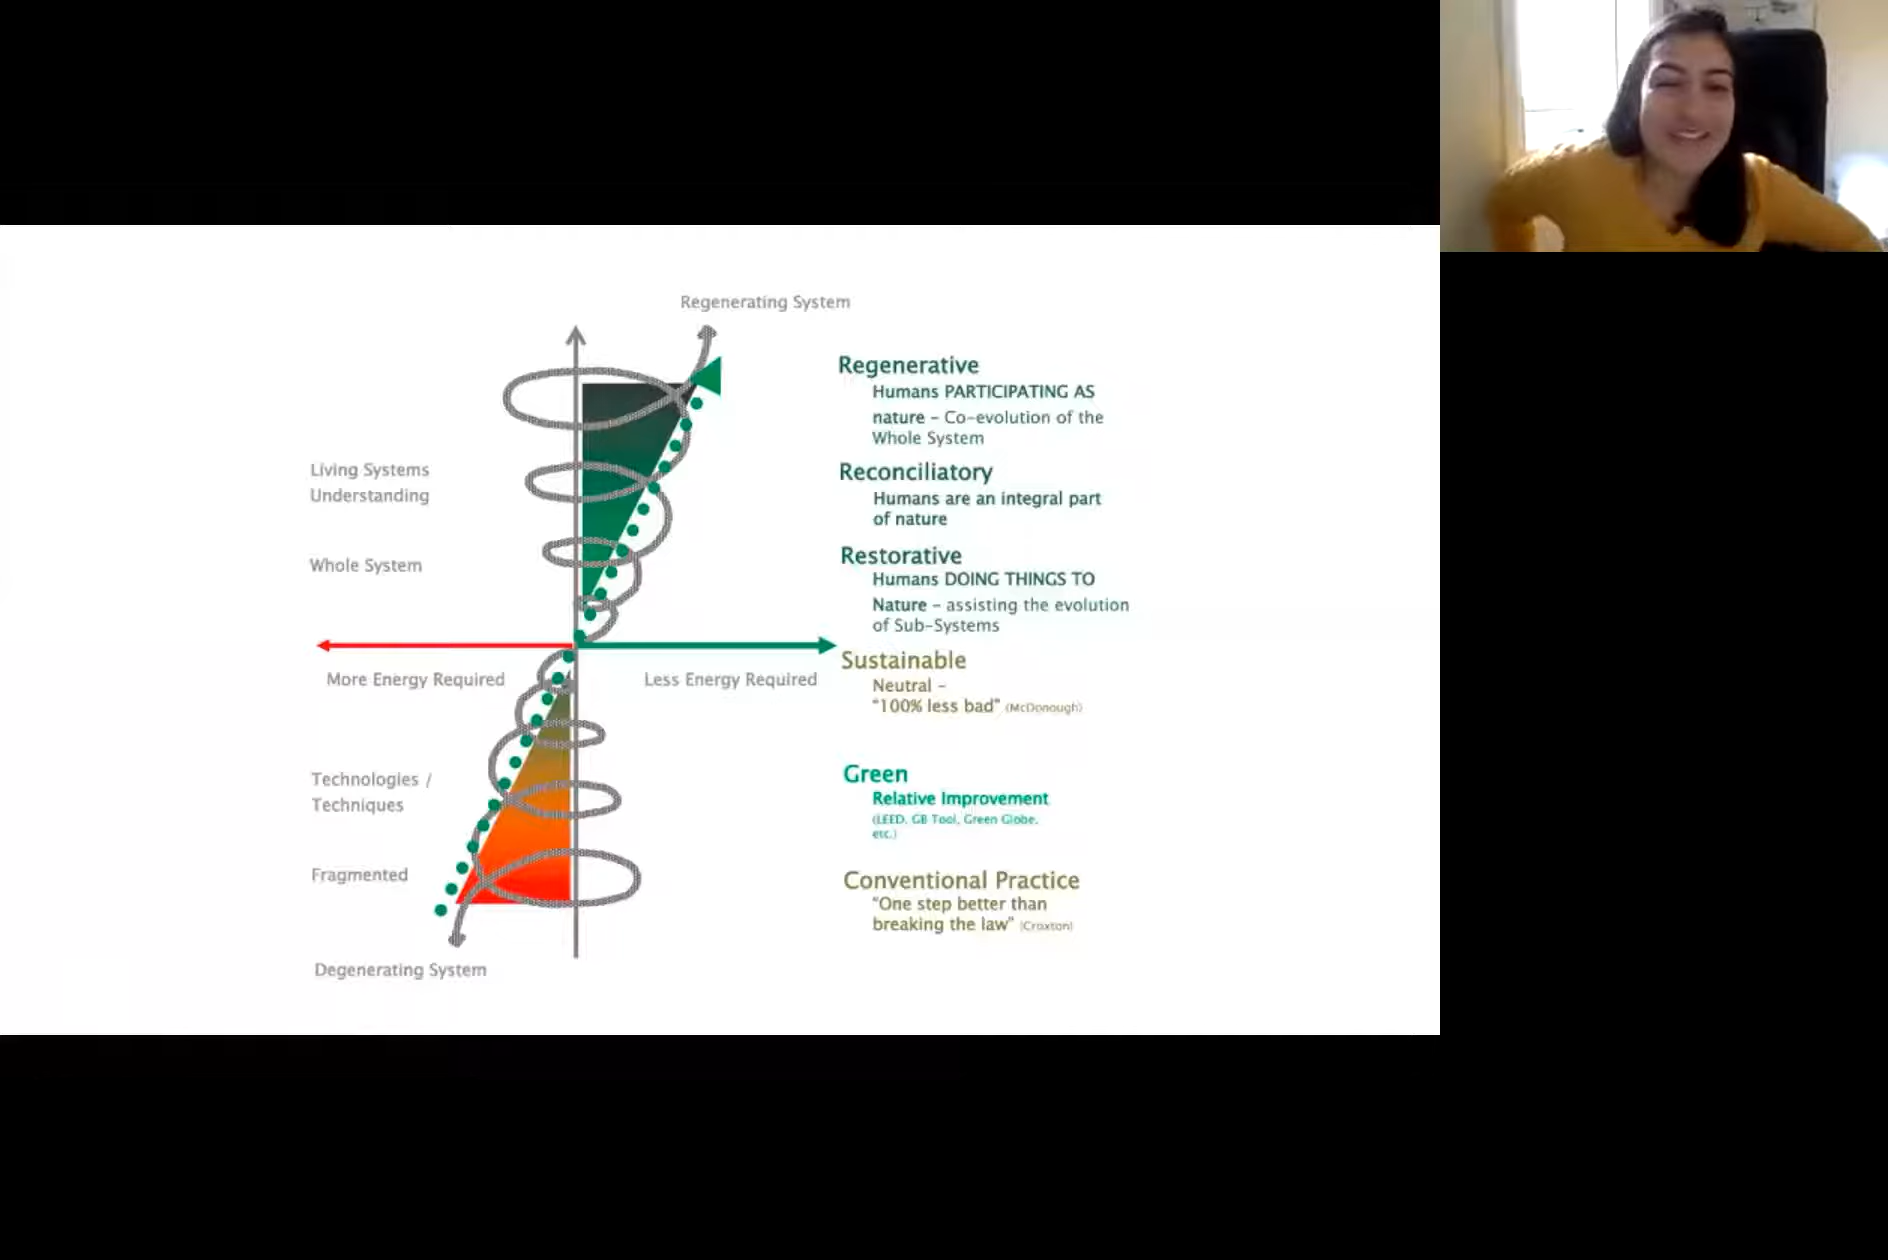 Regenerating System
Regenerative
Humans PARTICIPATING AS
nature – Co-evolution of the
Whole System
Living Systems
Understanding
Reconciliatory
Humans are an integral part
of nature
Whole System
Restorative
Humans DOING THINGS TO
Nature – assisting the evolution
of Sub-Systems
More Energy Required
Less Energy Required
Sustainable
Neutral –
“100% less bad” (McDonough)
Technologies /
Techniques
Green
Relative Improvement
(LEED, GB Tool, Green Globe,
etc.)
Fragmented
Conventional Practice
“One step better than
breaking the law” (Croxton)
Degenerating System